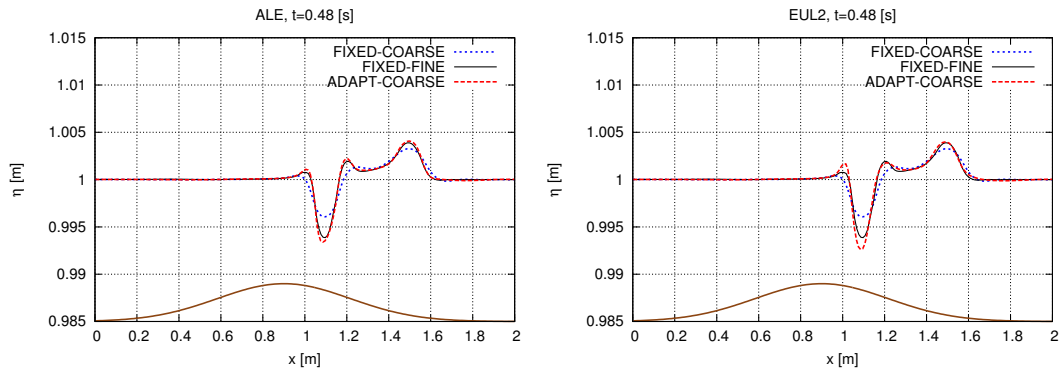 ALE, t=0.48 [s]
1.015
1.01
1.005
1
0.995
0.99
0.985
η [m]
FIXED-COARSE
FIXED-FINE
ADAPT-COARSE
0 0.2 0.4 0.6 0.8 1 1.2 1.4 1.6 1.8 2
x [m]
EUL2, t=0.48 [s]
1.015
1.01
1.005
1
0.995
0.99
0.985
η [m]
FIXED-COARSE
FIXED-FINE
ADAPT-COARSE
0 0.2 0.4 0.6 0.8 1 1.2 1.4 1.6 1.8 2
x [m]